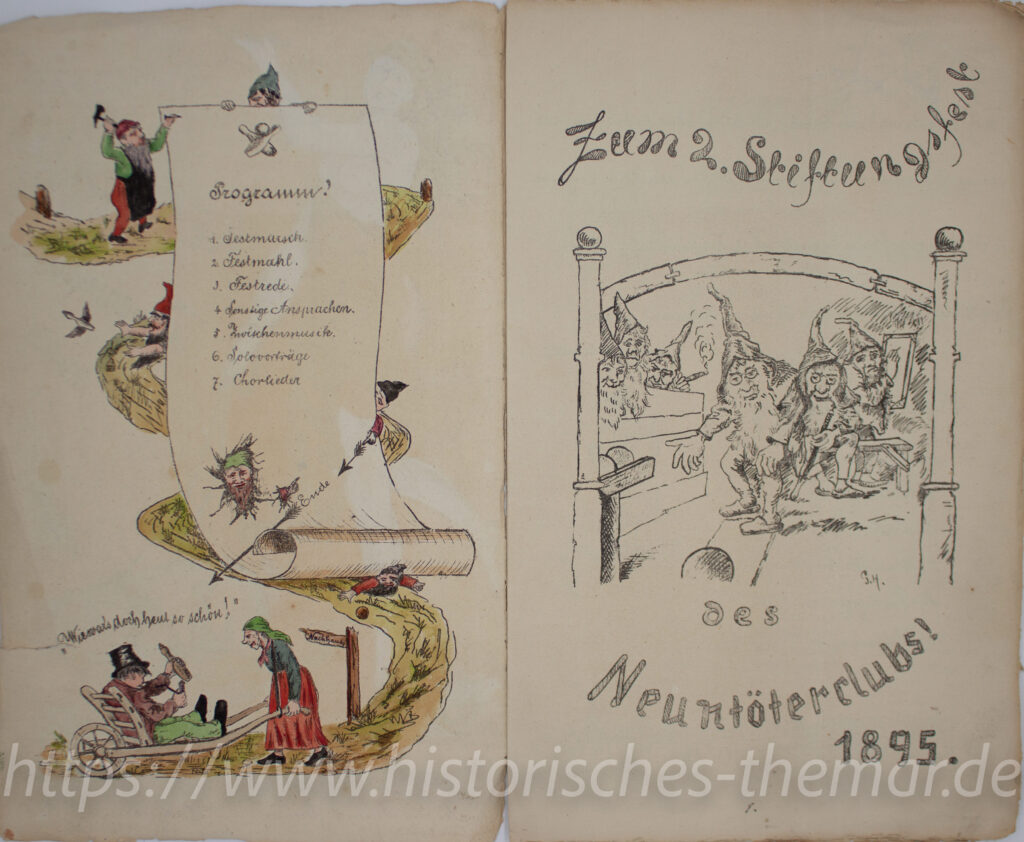 Programm!
1. Festmarsch.
2. Festmahl.
3. Festrede.
4 Sonstige Ansprachen.
5. Zwischenmusik.
6. Solovorträge
7. Chorlieder
Ende
„Wie war's doch heut so schön!"
Nachhause
Zum 2. Stiftungsfest
P.H.
des
Neuntöterclubs!
1895.
https://www.historisches-themar.de